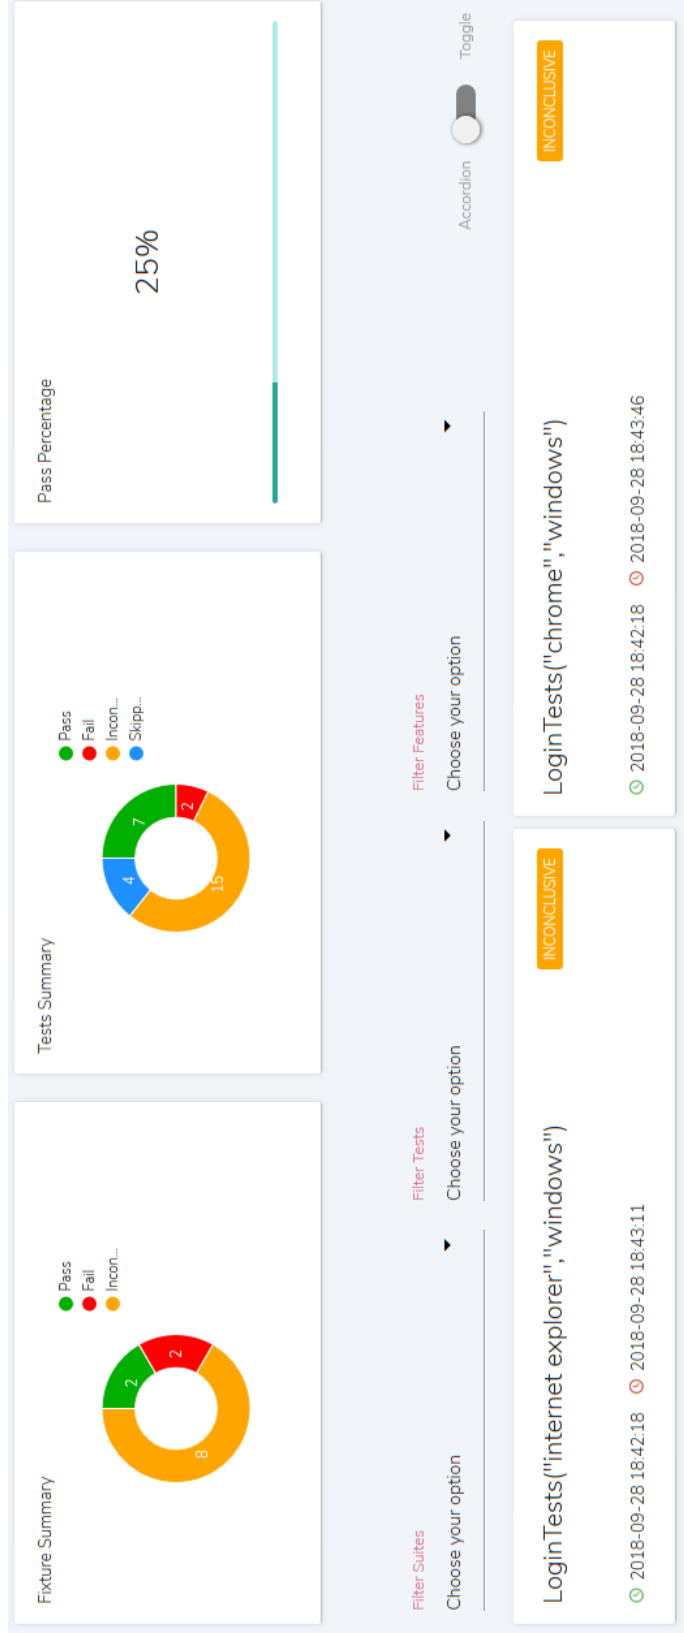 Fixture Summary
Pass
Fail
Incon...
2
2
8
Tests Summary
Pass
Fail
Incon...
Skipp...
7
2
15
4
Pass Percentage
25%
Filter Suites
Choose your option
Filter Tests
Choose your option
Filter Features
Choose your option
Accordion
Toggle
LoginTests("internet explorer","windows")
INCONCLUSIVE
2018-09-28 18:42:18 2018-09-28 18:43:11
LoginTests("chrome","windows")
INCONCLUSIVE
2018-09-28 18:42:18 2018-09-28 18:43:46